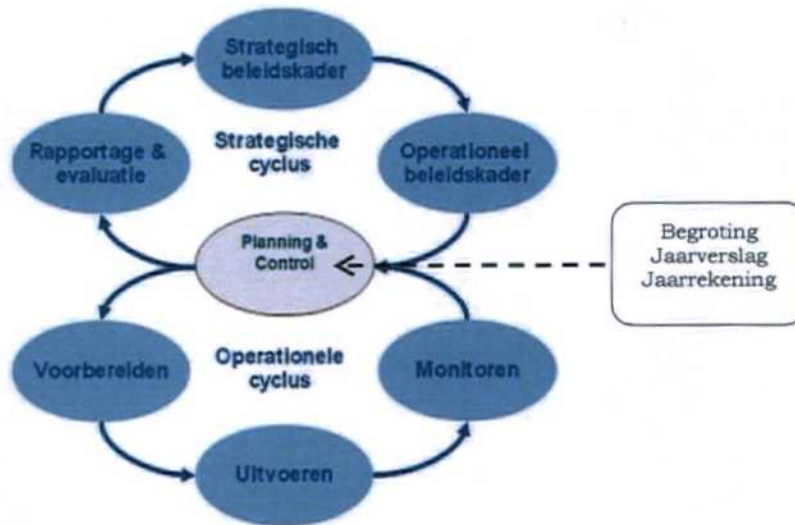 Strategisch
beleidskader
Rapportage &
evaluatie
Strategische
cyclus
Operationeel
beleidskader
Planning &
Control
Begroting
Jaarverslag
Jaarrekening
Voorbereiden
Operationele
cyclus
Monitoren
Uitvoeren